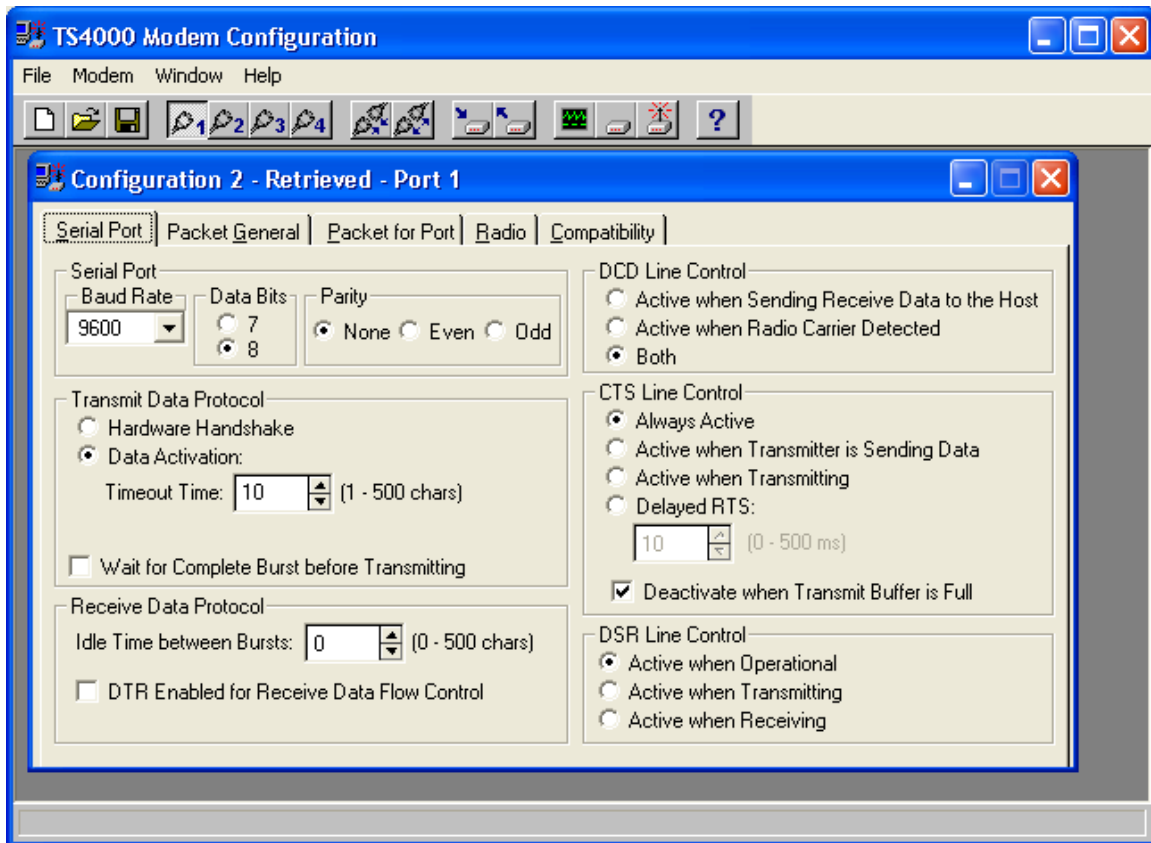 TS4000 Modem Configuration
File Modem Window Help
1 2 3 4 ?
Configuration 2 - Retrieved - Port 1
Serial Port Packet General Packet for Port Radio Compatibility
Serial Port
Baud Rate Data Bits Parity
9600 7 None Even Odd
8
Transmit Data Protocol
Hardware Handshake
Data Activation:
Timeout Time: 10 (1 - 500 chars)
Wait for Complete Burst before Transmitting
Receive Data Protocol
Idle Time between Bursts: 0 (0 - 500 chars)
DTR Enabled for Receive Data Flow Control
DCD Line Control
Active when Sending Receive Data to the Host
Active when Radio Carrier Detected
Both
CTS Line Control
Always Active
Active when Transmitter is Sending Data
Active when Transmitting
Delayed RTS:
10 (0 - 500 ms)
Deactivate when Transmit Buffer is Full
DSR Line Control
Active when Operational
Active when Transmitting
Active when Receiving